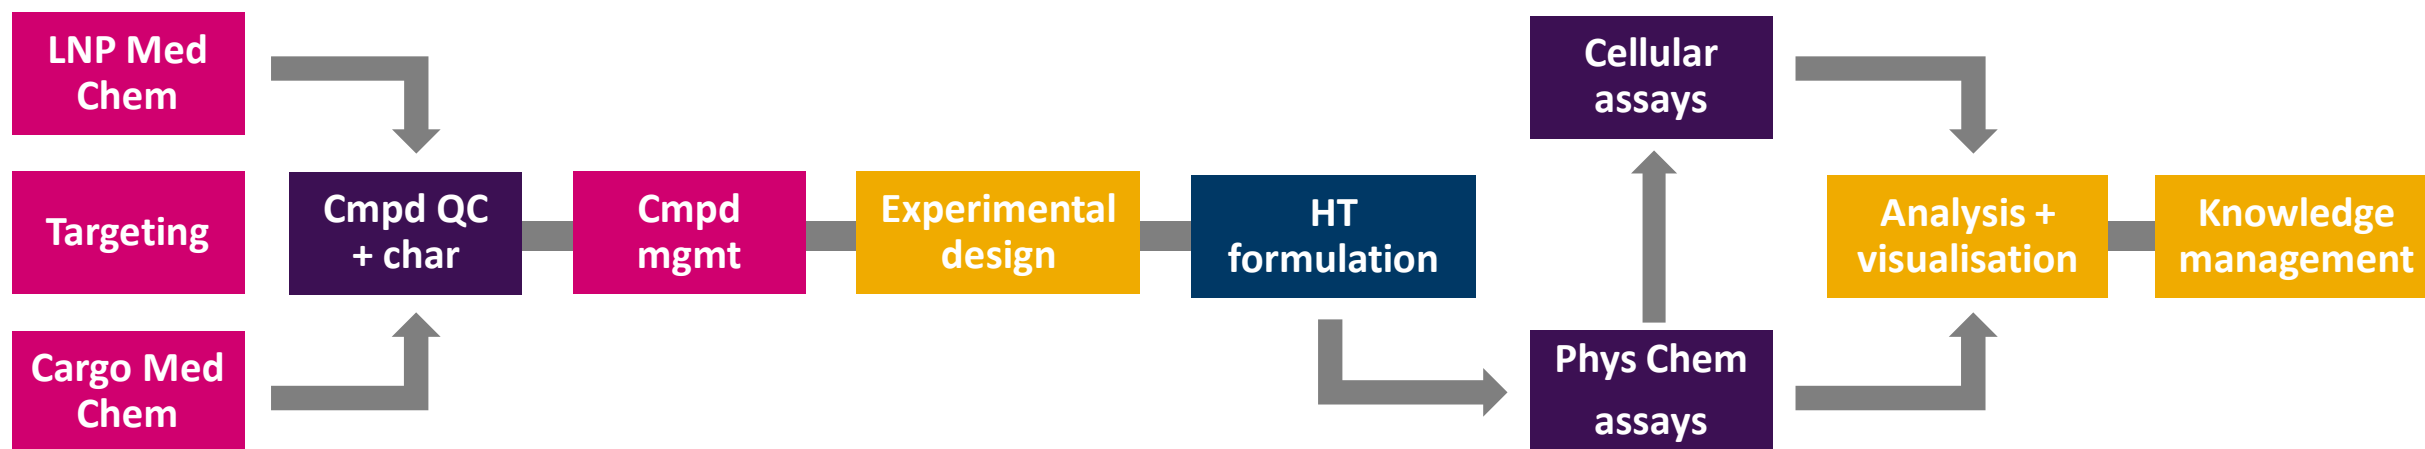 LNP Med
Chem
Targeting
Cargo Med
Chem
Cmpd QC
+ char
Cmpd
mgmt
Experimental
design
HT
formulation
Cellular
assays
Phys Chem
assays
Analysis +
visualisation
Knowledge
management